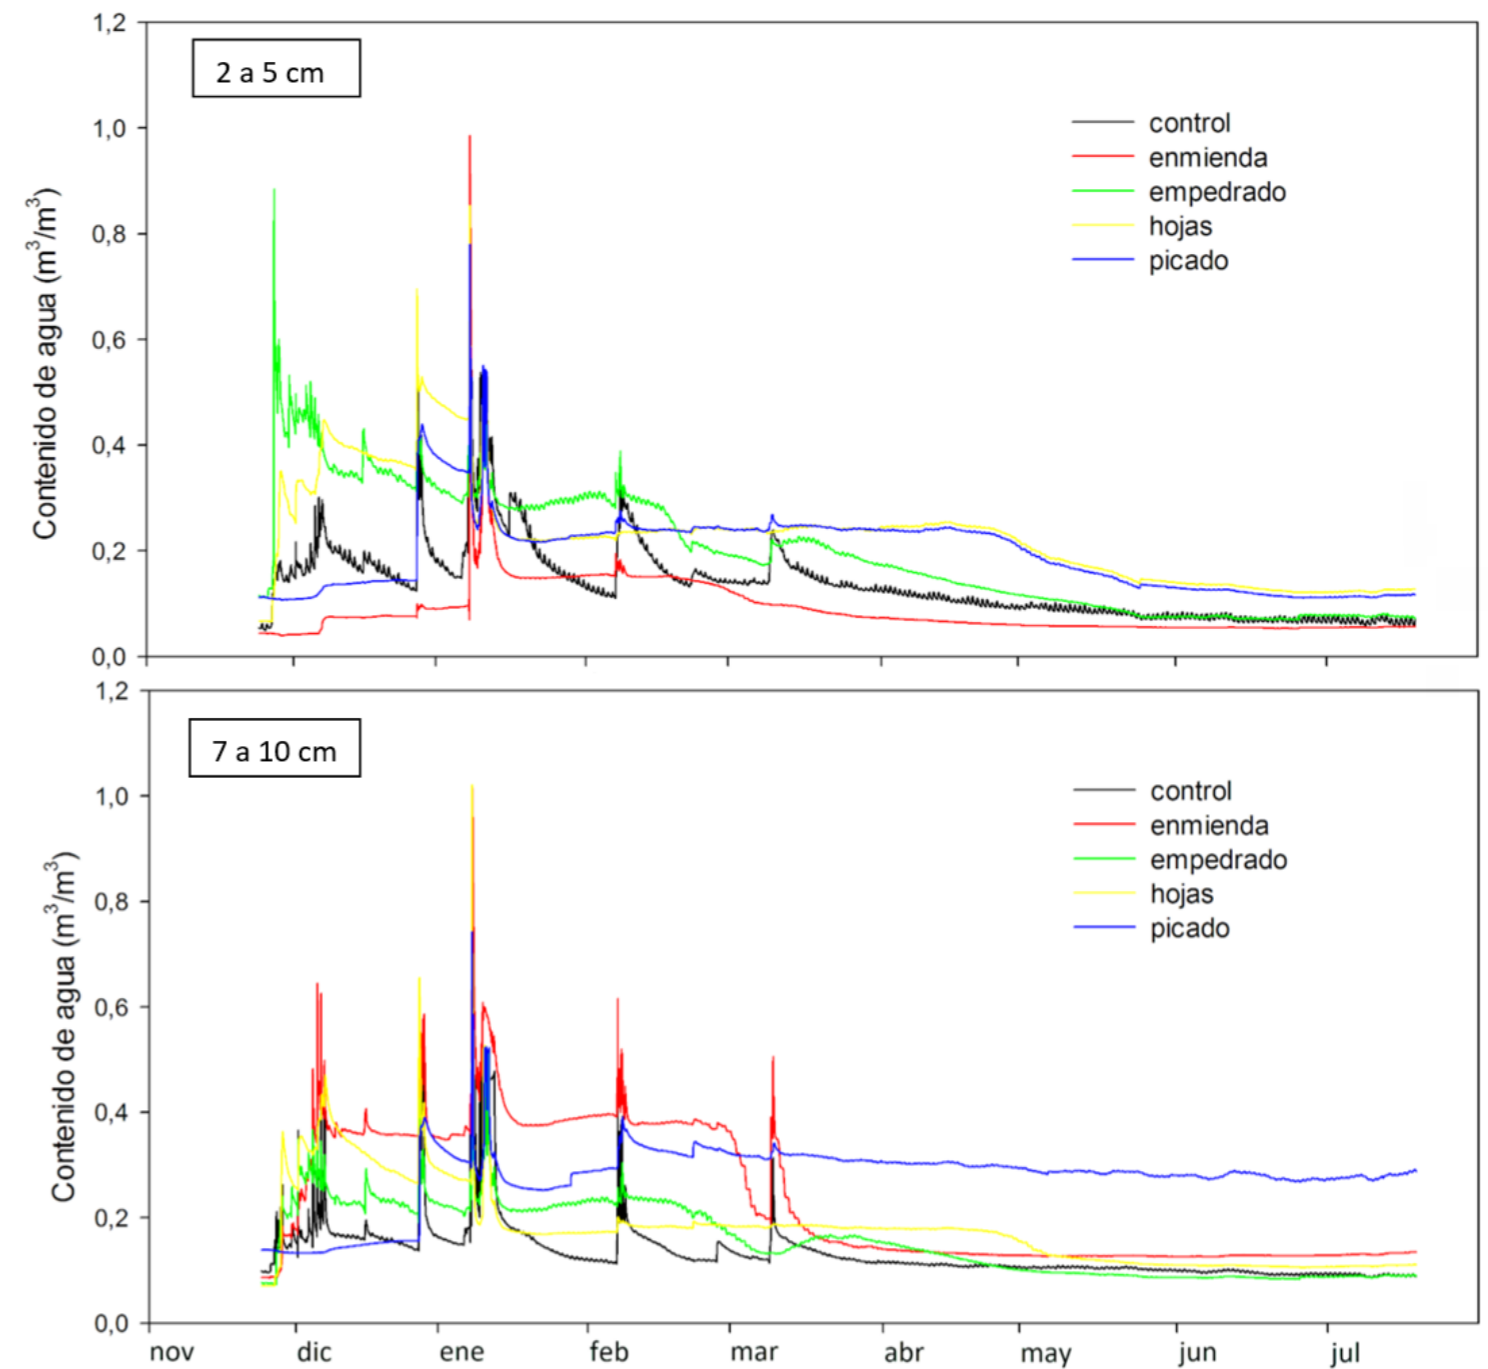 1,2
2 a 5 cm
1,0
0,8
0,6
0,4
0,2
0,0
Contenido de agua (m³/m³)
control
enmienda
empedrado
hojas
picado
1,2
7 a 10 cm
1,0
0,8
0,6
0,4
0,2
0,0
Contenido de agua (m³/m³)
control
enmienda
empedrado
hojas
picado
nov dic ene feb mar abr may jun jul